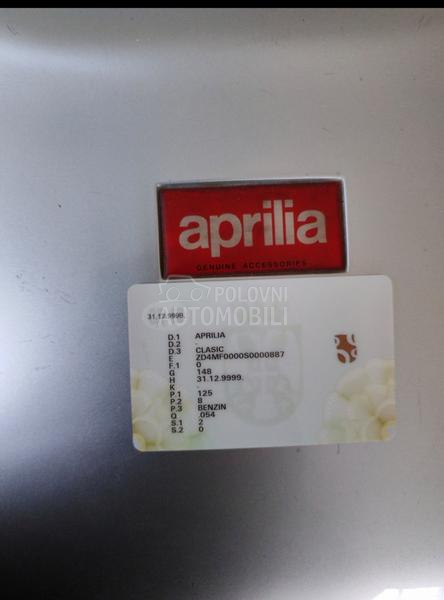 aprilia
GENUINE ACCESSORIES
POLOVNI
AUTOMOBILI
31.12.9998.
D.1 APRILIA
D.2
D.3 CLASIC
E ZD4MF0000S0000887
F.1 0
G 148
H 31.12.9999.
K -
P.1 125
P.2 8
P.3 BENZIN
Q .054
S.1 2
S.2 0